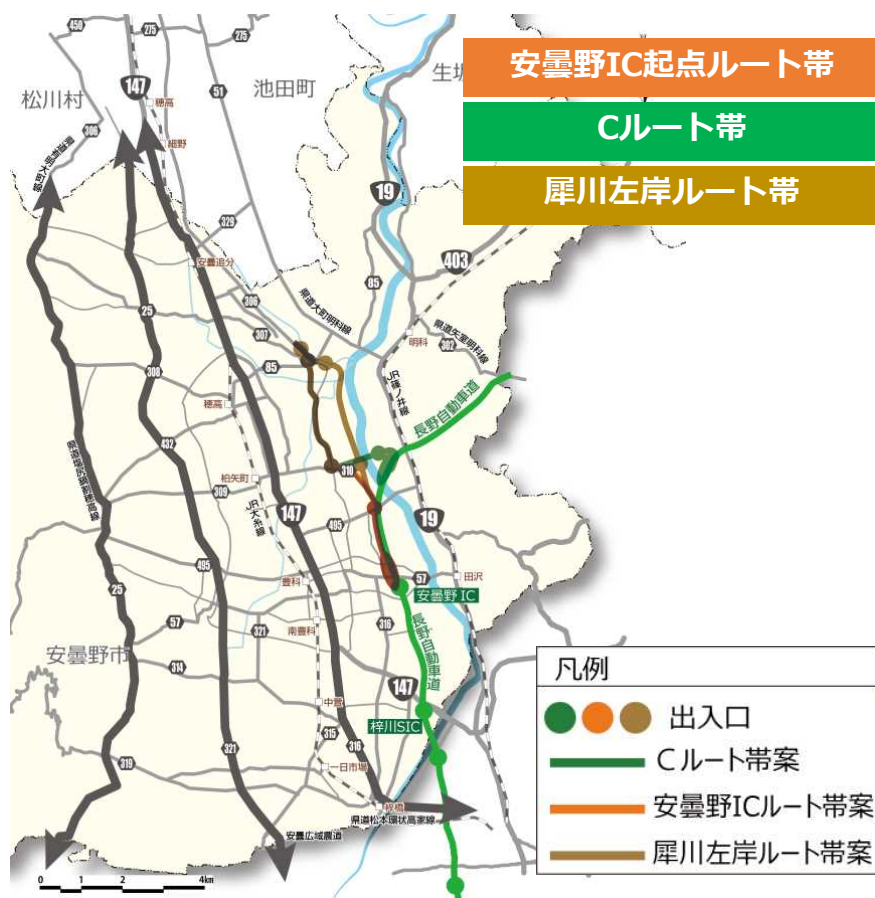 安曇野IC起点ルート帯
Cルート帯
犀川左岸ルート帯
450
275
275
147
松川村
穂高
51
池田町
生坂
306
細野
19
329
403
安曇追分
85
306
県道大町明科線
307
25
明科
県道矢室明科線
302
308
85
JR篠ノ井線
穂高
長野自動車道
432
柏矢町
310
309
JR大糸線
147
495
19
495
57
田沢
豊科
安曇野 IC
25
57
321
南豊科
316
長野自動車道
安曇野市
314
147
中萱
梓川SIC
315
316
319
321
一日市場
県道松本環状高家線
安曇広域農道
0 1 2 4km
凡例
出入口
Cルート帯案
安曇野ICルート帯案
犀川左岸ルート帯案